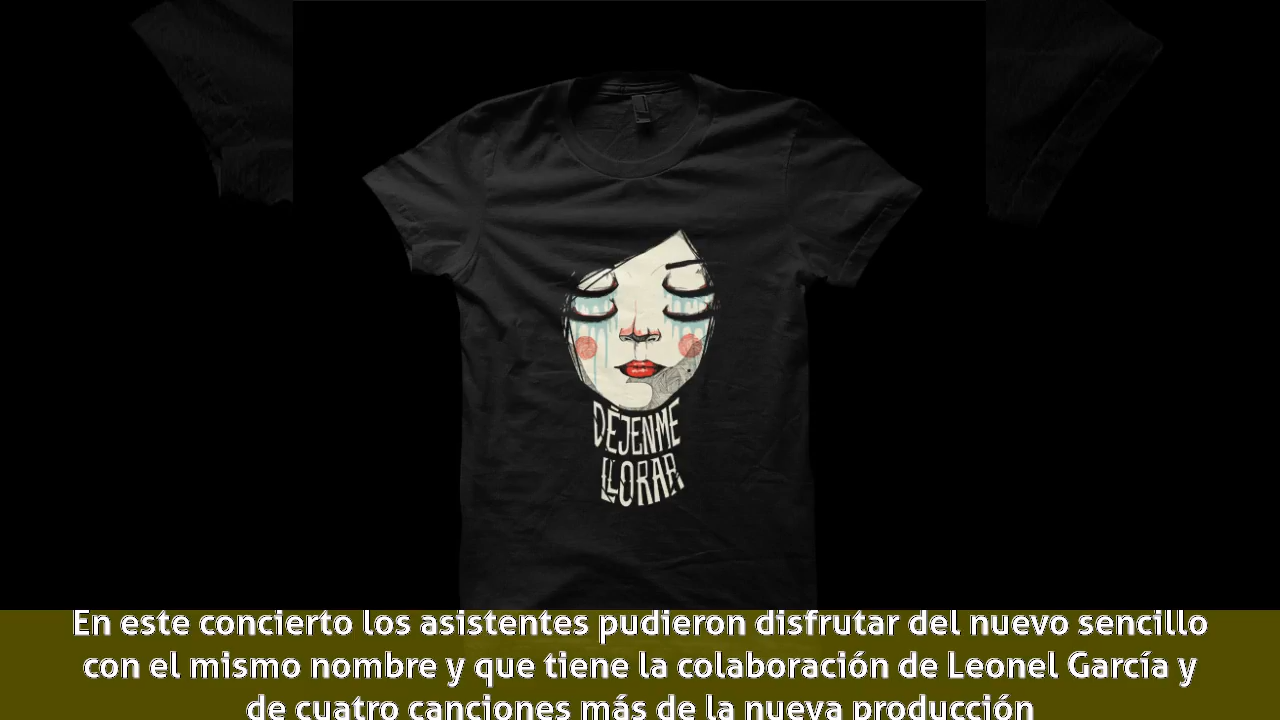 DÉJENME
LLORAR
En este concierto los asistentes pudieron disfrutar del nuevo sencillo
con el mismo nombre y que tiene la colaboración de Leonel García y
de cuatro canciones más de la nueva producción